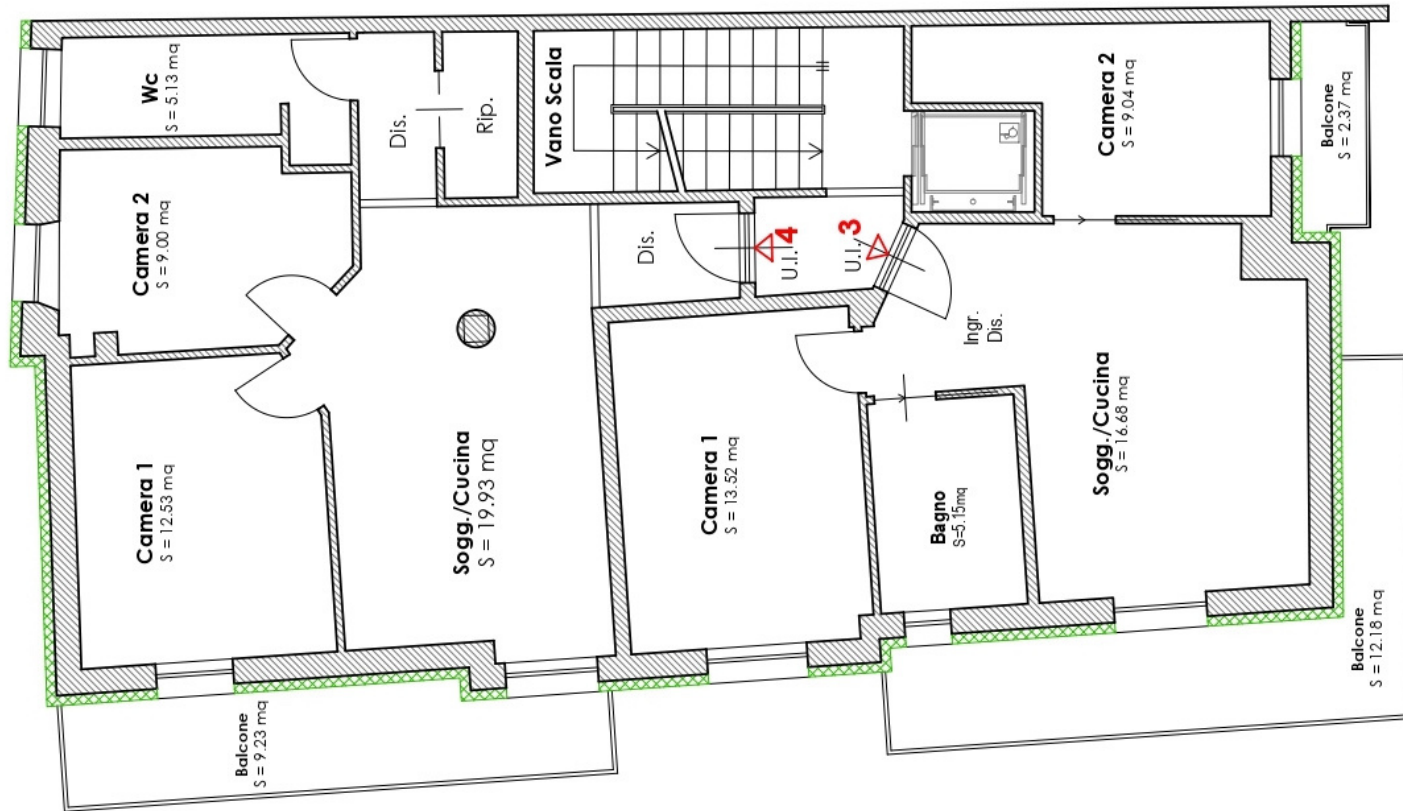 Wc
S = 5.13 mq
Dis.
Rip.
Vano Scala
Camera 2
S = 9.04 mq
Balcone
S = 2.37 mq
Camera 2
S = 9.00 mq
Dis.
U.I. 4
U.I. 3
Ingr.
Dis.
Camera 1
S = 12.53 mq
Sogg./Cucina
S = 19.93 mq
Camera 1
S = 13.52 mq
Bagno
S=5.15mq
Sogg./Cucina
S = 16.68 mq
Balcone
S = 9.23 mq
Balcone
S = 12.18 mq